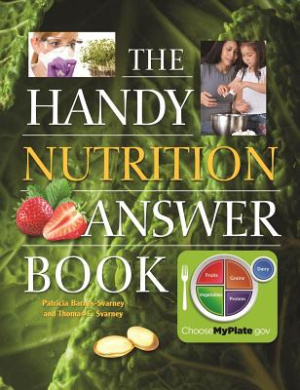 THE
HANDY
NUTRITION
ANSWER
BOOK
Patricia Barnes-Svarney
and Thomas E. Svarney
Fruits
Grains
Dairy
Vegetables
Protein
ChooseMyPlate.gov